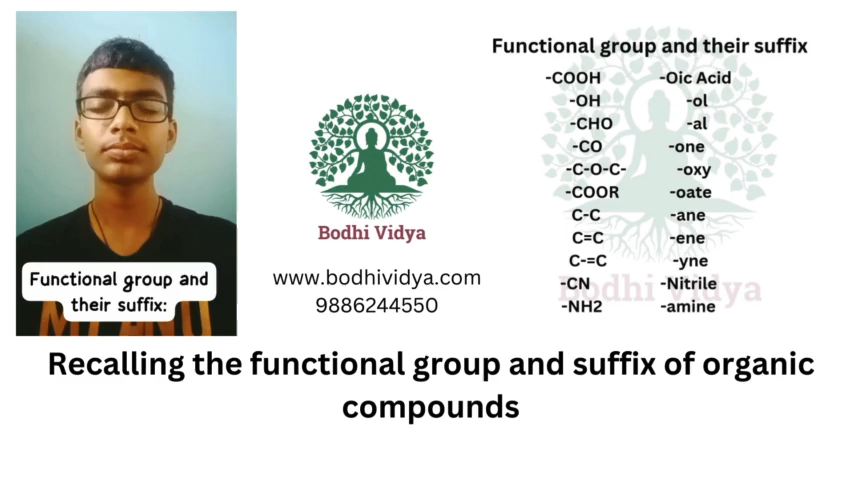 Functional group and
their suffix:
Bodhi Vidya
www.bodhividya.com
9886244550
Functional group and their suffix
-COOH -Oic Acid
-OH -ol
-CHO -al
-CO -one
-C-O-C- -oxy
-COOR -oate
C-C -ane
C=C -ene
C-=C -yne
-CN -Nitrile
-NH2 -amine
Bodhi Vidya
Recalling the functional group and suffix of organic
compounds